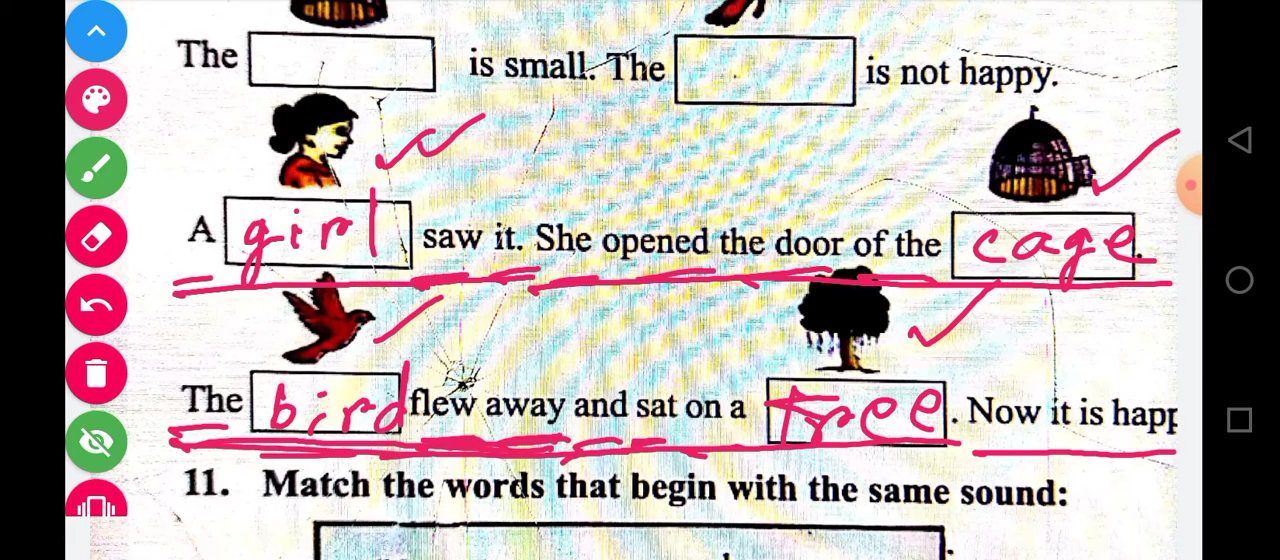 The is small. The is not happy.
A girl saw it. She opened the door of the cage.
The bird flew away and sat on a tree. Now it is happ
11. Match the words that begin with the same sound: